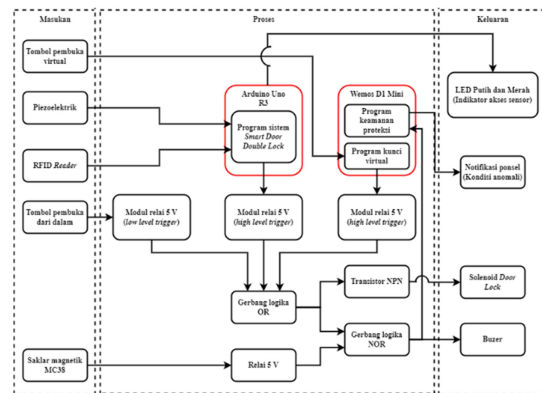 Masukan
Proses
Keluaran
Tombol pembuka
virtual
Piezoelektrik
RFID Reader
Tombol pembuka
dari dalam
Saklar magnetik
MC38
Arduino Uno
R3
Program sistem
Smart Door
Double Lock
Wemos D1 Mini
Program
keamanan
proteksi
Program kunci
virtual
Modul relai 5 V
(low level trigger)
Modul relai 5 V
(high level trigger)
Modul relai 5 V
(high level trigger)
Gerbang logika
OR
Transistor NPN
Gerbang logika
NOR
Relai 5 V
LED Putih dan Merah
(Indikator akses sensor)
Notifikasi ponsel
(Kondisi anomali)
Solenoid Door
Lock
Buzer